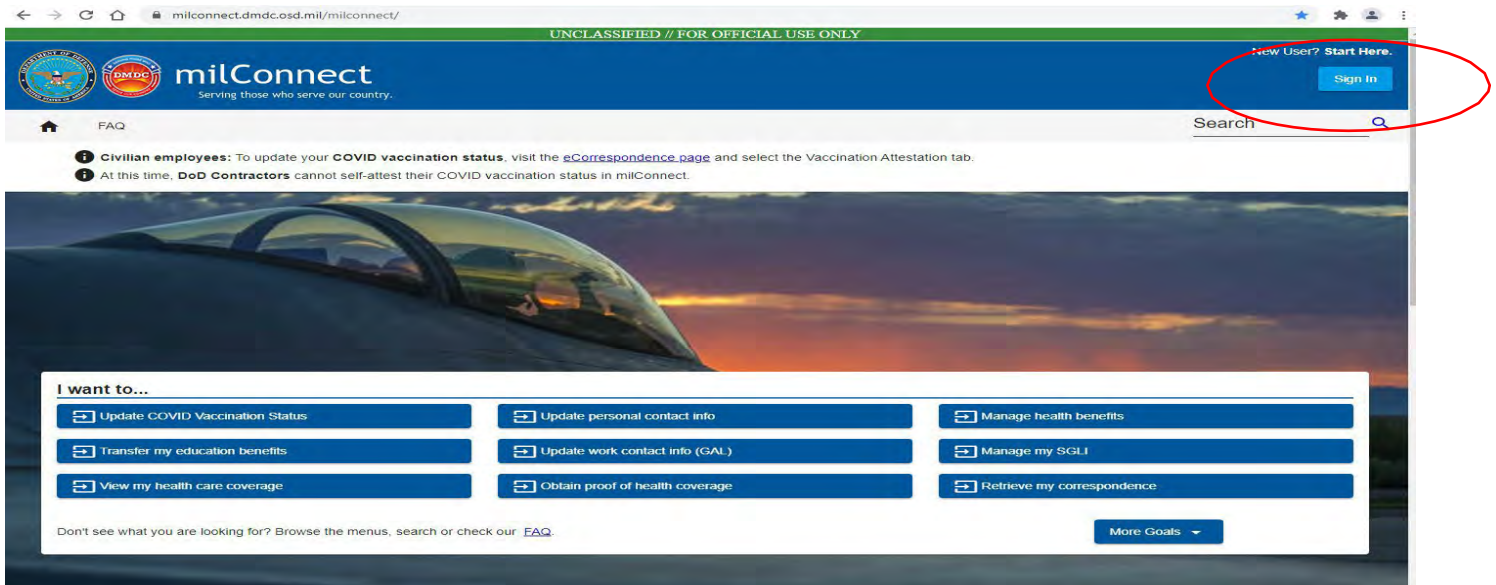 milconnect.dmdc.osd.mil/milconnect/
UNCLASSIFIED // FOR OFFICIAL USE ONLY
New User? Start Here.
DMDC
milConnect
Serving those who serve our country.
Sign In
FAQ
Search
Civilian employees: To update your COVID vaccination status, visit the eCorrespondence page and select the Vaccination Attestation tab.
At this time, DoD Contractors cannot self-attest their COVID vaccination status in milConnect.
I want to...
Update COVID Vaccination Status
Update personal contact info
Manage health benefits
Transfer my education benefits
Update work contact info (GAL)
Manage my SGLI
View my health care coverage
Obtain proof of health coverage
Retrieve my correspondence
Don't see what you are looking for? Browse the menus, search or check our FAQ.
More Goals